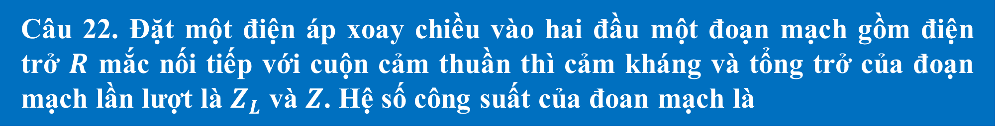 Câu 22. Đặt một điện áp xoay chiều vào hai đầu một đoạn mạch gồm điện
trở R mắc nối tiếp với cuộn cảm thuần thì cảm kháng và tổng trở của đoạn
mạch lần lượt là Z_L và Z. Hệ số công suất của đoan mạch là